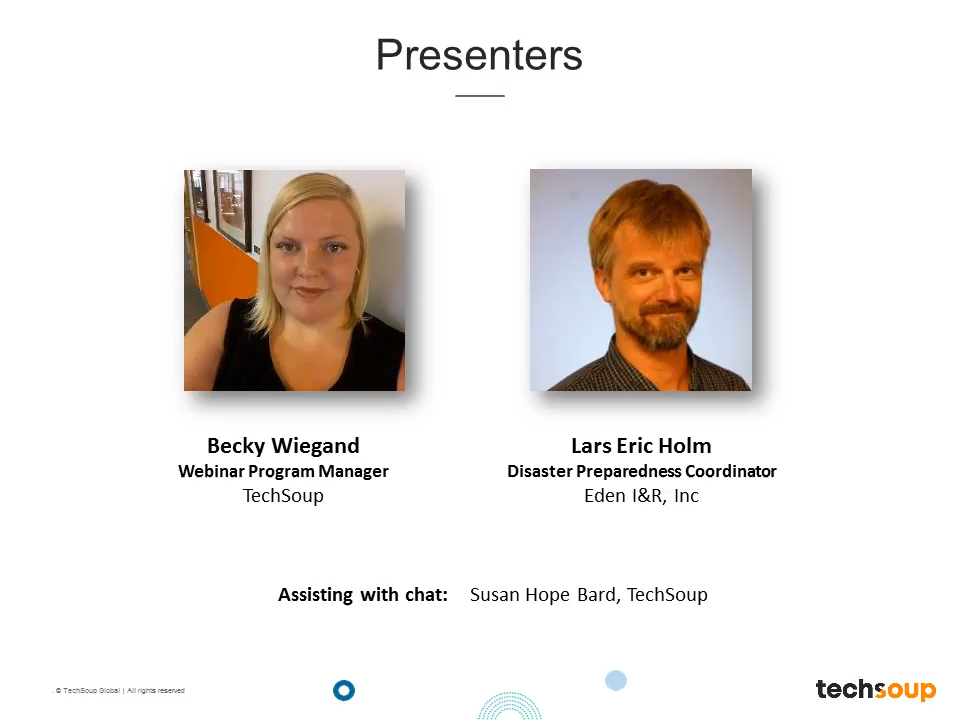 Presenters
Becky Wiegand
Webinar Program Manager
TechSoup
Lars Eric Holm
Disaster Preparedness Coordinator
Eden I&R, Inc
Assisting with chat: Susan Hope Bard, TechSoup
. © TechSoup Global | All rights reserved
techsoup